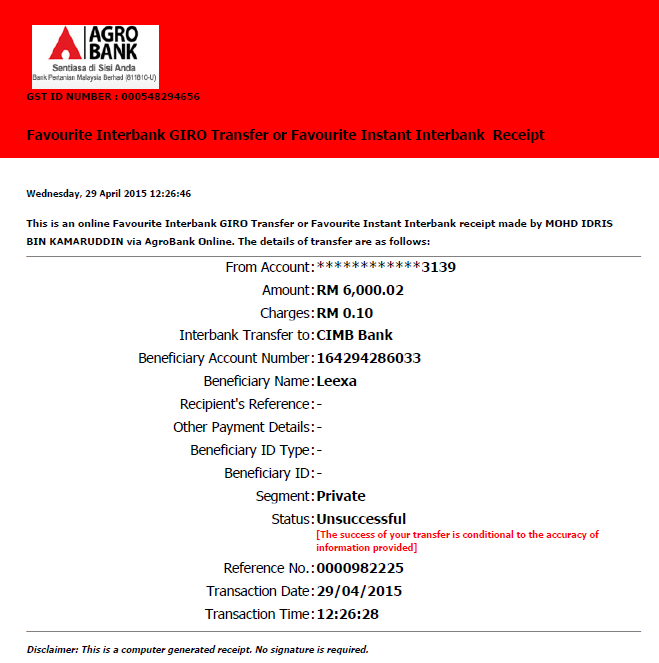 AGRO
BANK
Sentiasa di Sisi Anda
Bank Pertanian Malaysia Berhad (811810-U)
GST ID NUMBER : 000548294656
Favourite Interbank GIRO Transfer or Favourite Instant Interbank Receipt
Wednesday, 29 April 2015 12:26:46
This is an online Favourite Interbank GIRO Transfer or Favourite Instant Interbank receipt made by MOHD IDRIS
BIN KAMARUDDIN via AgroBank Online. The details of transfer are as follows:
From Account:************3139
Amount:RM 6,000.02
Charges:RM 0.10
Interbank Transfer to:CIMB Bank
Beneficiary Account Number:164294286033
Beneficiary Name:Leexa
Recipient's Reference:-
Other Payment Details:-
Beneficiary ID Type:-
Beneficiary ID:-
Segment:Private
Status:Unsuccessful
[The success of your transfer is conditional to the accuracy of
information provided]
Reference No.:0000982225
Transaction Date:29/04/2015
Transaction Time:12:26:28
Disclaimer: This is a computer generated receipt. No signature is required.